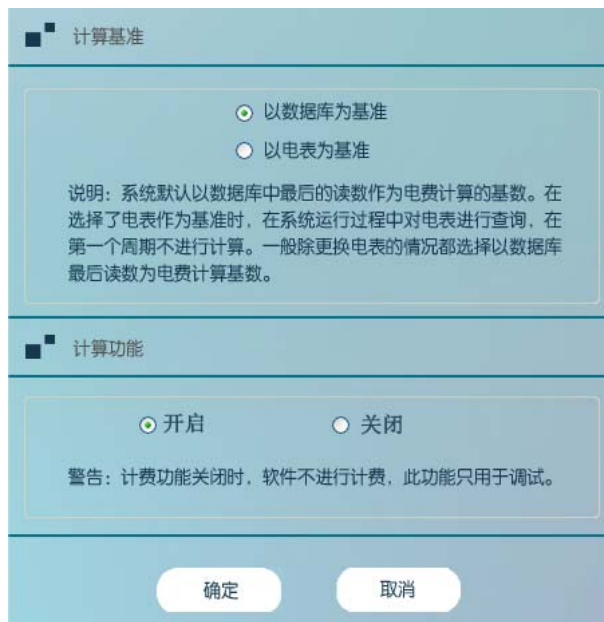 计算基准
以数据库为基准
以电表为基准
说明：系统默认以数据库中最后的读数作为电费计算的基数。在
选择了电表作为基准时，在系统运行过程中对电表进行查询，在
第一个周期不进行计算。一般除更换电表的情况都选择以数据库
最后读数为电费计算基数。
计算功能
开启 关闭
警告：计费功能关闭时，软件不进行计费，此功能只用于调试。
确定 取消